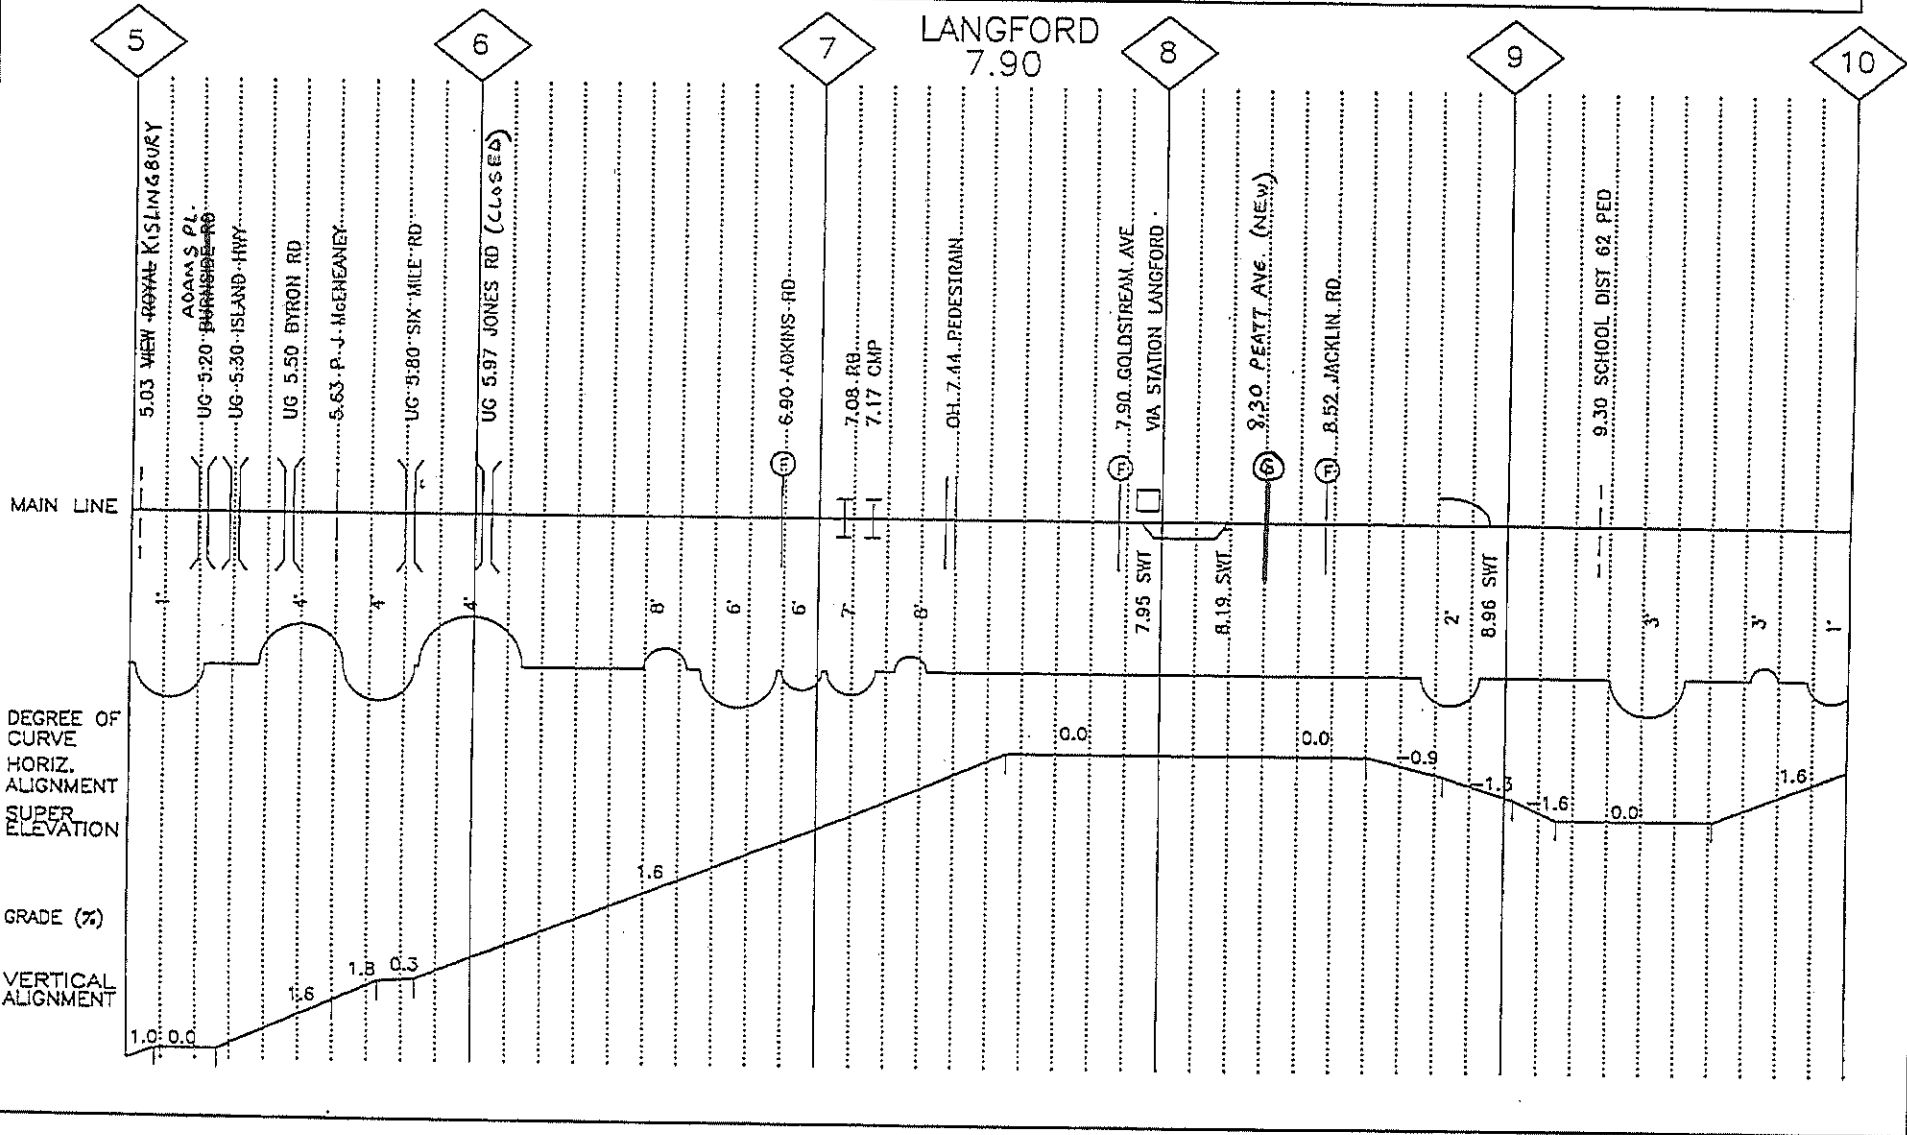 LANGFORD
7.90
5
6
7
8
9
10
5.03 VIEW ROYAL KISLINGBURY
ADAMS PL.
UG 5.20 BURNSIDE RD
UG 5.30 ISLAND HWY
UG 5.50 BYRON RD
5.63 P.J. McENEANEY
UG 5.80 SIX MILE RD
UG 5.97 JONES RD (CLOSED)
6.90 ADKINS RD
7.08 RB
7.17 CMP
OH 7.44 PEDESTRAIN
7.90 GOLDSTREAM AVE
VIA STATION LANGFORD
8.30 PEATT AVE (NEW)
8.52 JACKLIN RD
9.30 SCHOOL DIST 62 PED
F
F
MAIN LINE
7.95 SWT
8.19 SWT
8.96 SWT
1' 4' 4' 4' 8' 6' 6' 7' 8' 2' 3' 3' 1'
DEGREE OF
CURVE
HORIZ.
ALIGNMENT
SUPER
ELEVATION
0.0 0.0 -0.9 -1.3 -1.6 0.0 1.6
1.6
GRADE (%)
1.0 0.0 1.6 1.8 0.3
VERTICAL
ALIGNMENT